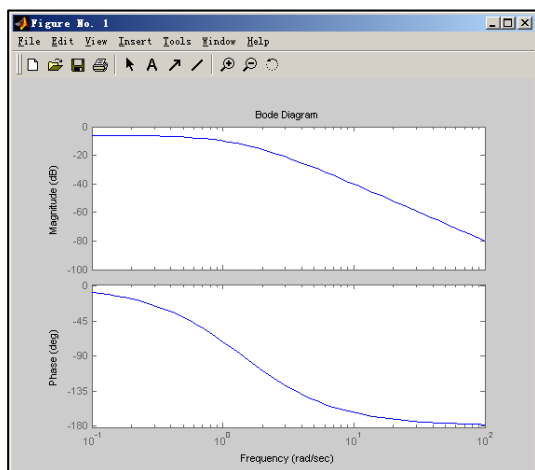 Figure No. 1
File Edit View Insert Tools Window Help
A
Bode Diagram
Magnitude (dB)
0
-20
-40
-60
-80
-100
Phase (deg)
0
-45
-90
-135
-180
10^-1 10^0 10^1 10^2
Frequency (rad/sec)